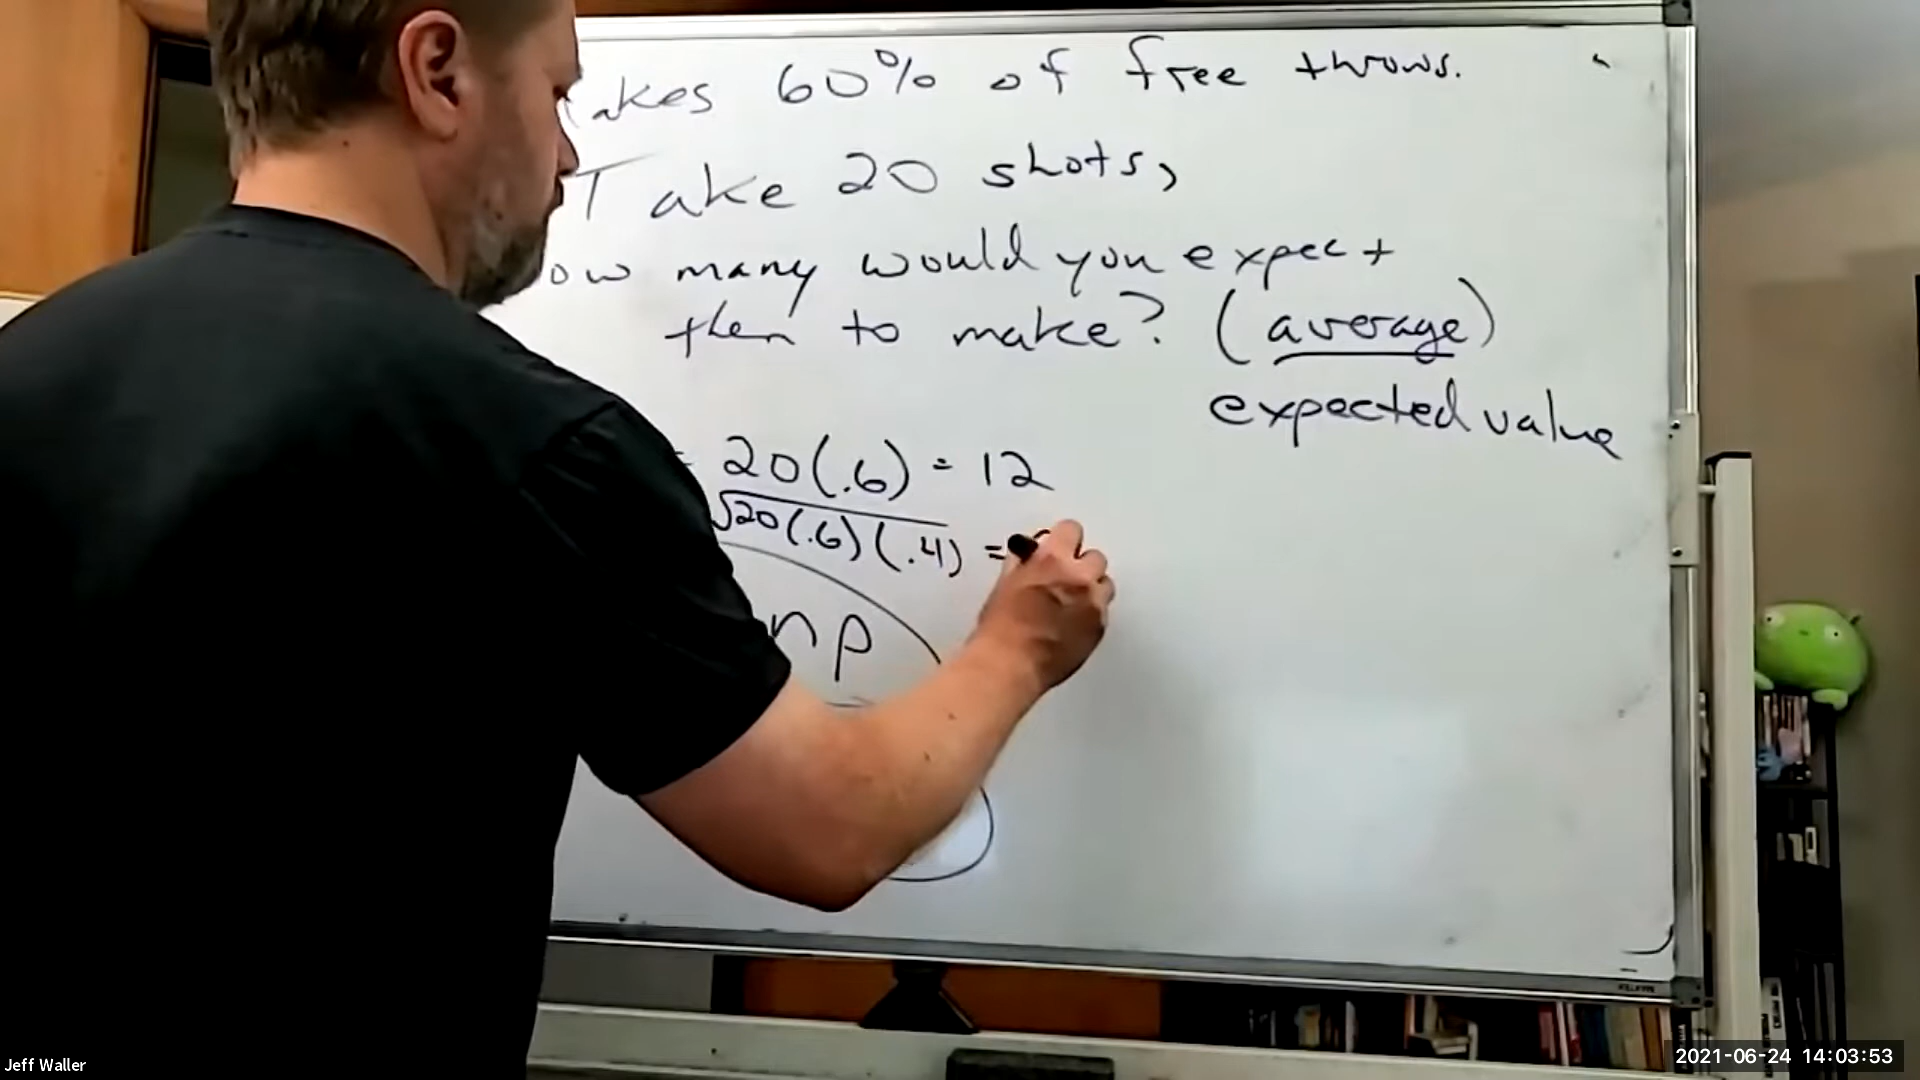 akes 60% of free throws.
Take 20 shots,
ow many would you expect
them to make? (average)
expected value
= 20(.6) = 12
√20(.6)(.4) =
np
Jeff Waller
2021-06-24 14:03:53